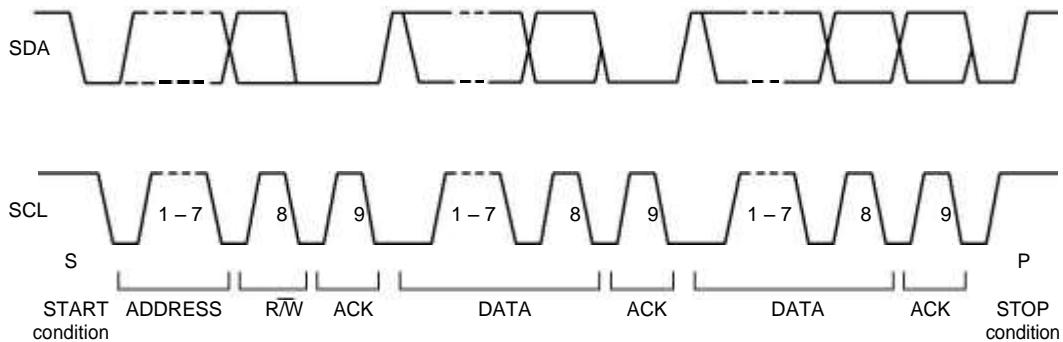 SDA
SCL
1 – 7 8 9 1 – 7 8 9 1 – 7 8 9
S P
START condition ADDRESS R/W̅ ACK DATA ACK DATA ACK STOP condition